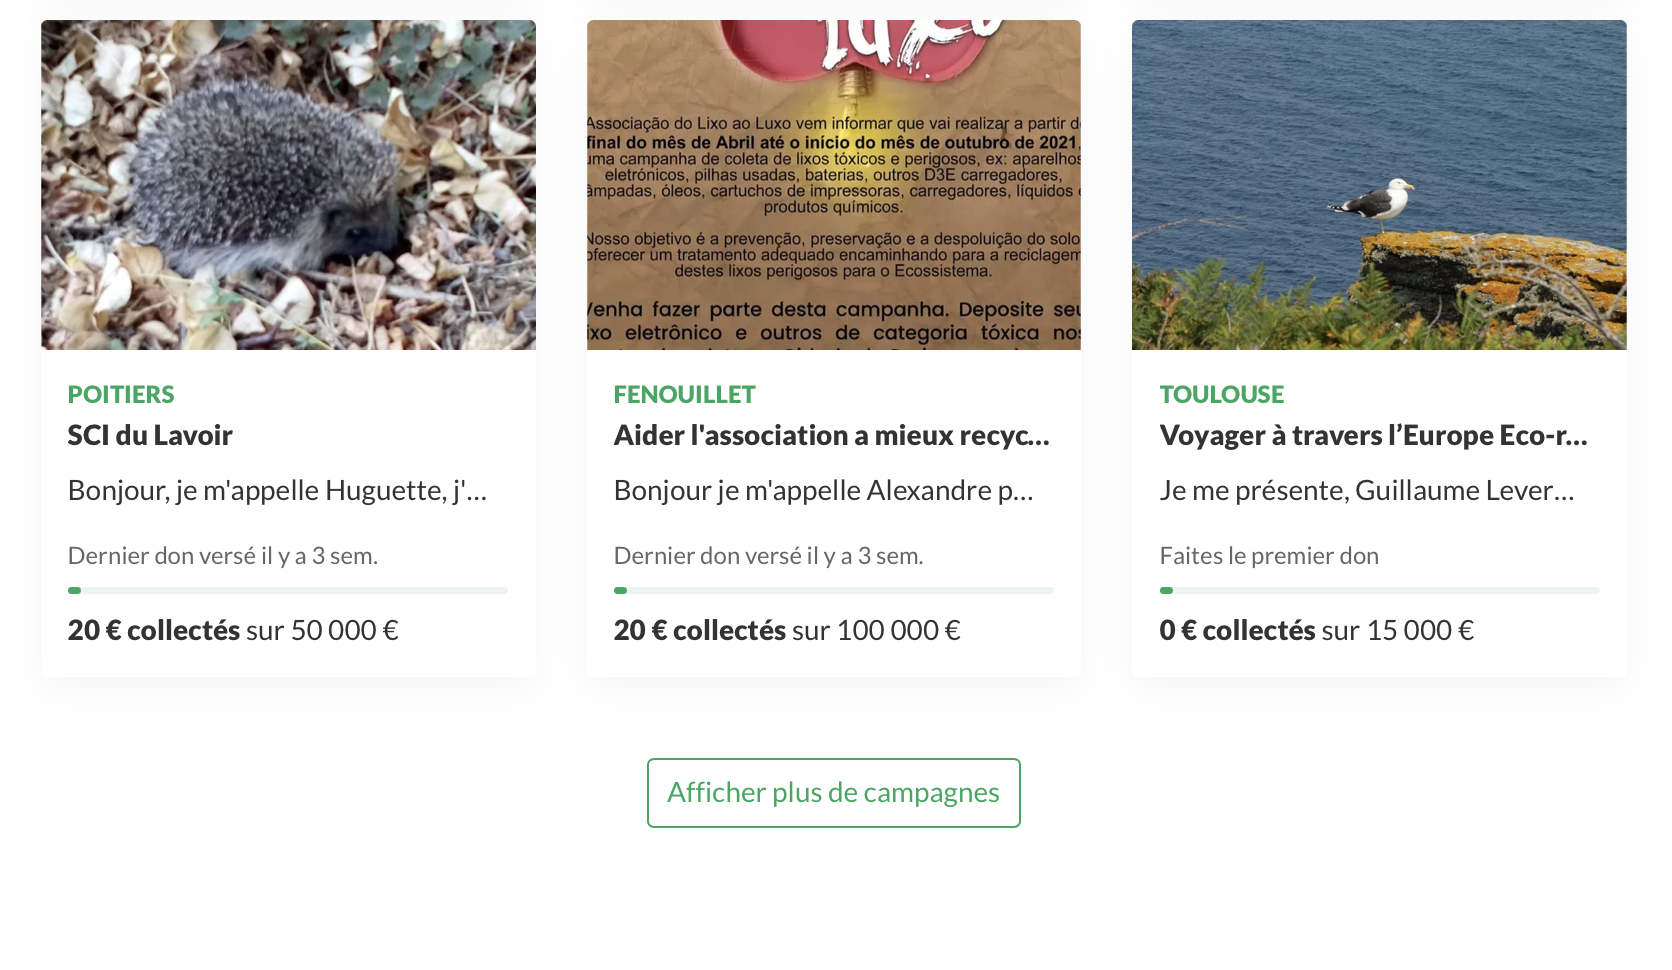 luxo
Associação do Lixo ao Luxo vem informar que vai realizar a partir d
final do mês de Abril até o início do mês de outubro de 2021,
uma campanha de coleta de lixos tóxicos e perigosos, ex: aparelhos
eletrónicos, pilhas usadas, baterias, outros D3E carregadores,
âmpadas, óleos, cartuchos de impressoras, carregadores, líquidos e
produtos químicos.
Nosso objetivo é a prevenção, preservação e a despoluição do solo
oferecer um tratamento adequado encaminhando para a reciclagem
destes lixos perigosos para o Ecossistema.
Venha fazer parte desta campanha. Deposite seu
ixo eletrônico e outros de categoria tóxica nos
POITIERS
SCI du Lavoir
Bonjour, je m'appelle Huguette, j'...
Dernier don versé il y a 3 sem.
20 € collectés sur 50 000 €
FENOUILLET
Aider l'association a mieux recyc...
Bonjour je m'appelle Alexandre p...
Dernier don versé il y a 3 sem.
20 € collectés sur 100 000 €
TOULOUSE
Voyager à travers l’Europe Eco-r...
Je me présente, Guillaume Lever...
Faites le premier don
0 € collectés sur 15 000 €
Afficher plus de campagnes